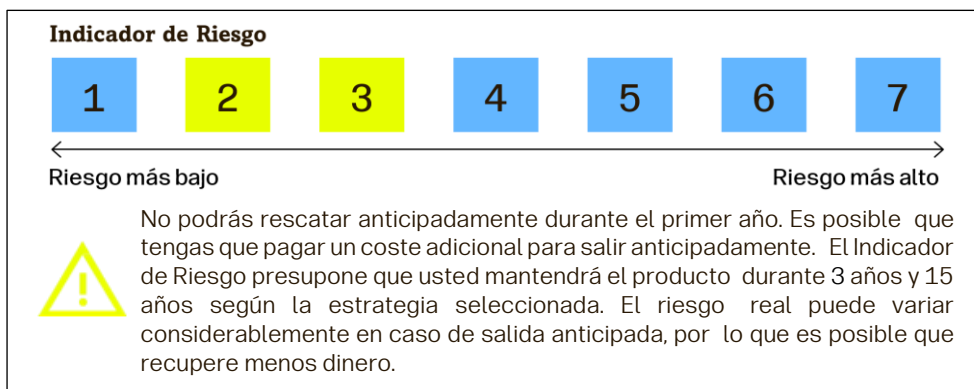 Indicador de Riesgo
1 2 3 4 5 6 7
Riesgo más bajo Riesgo más alto
No podrás rescatar anticipadamente durante el primer año. Es posible que
tengas que pagar un coste adicional para salir anticipadamente. El Indicador
de Riesgo presupone que usted mantendrá el producto durante 3 años y 15
años según la estrategia seleccionada. El riesgo real puede variar
considerablemente en caso de salida anticipada, por lo que es posible que
recupere menos dinero.